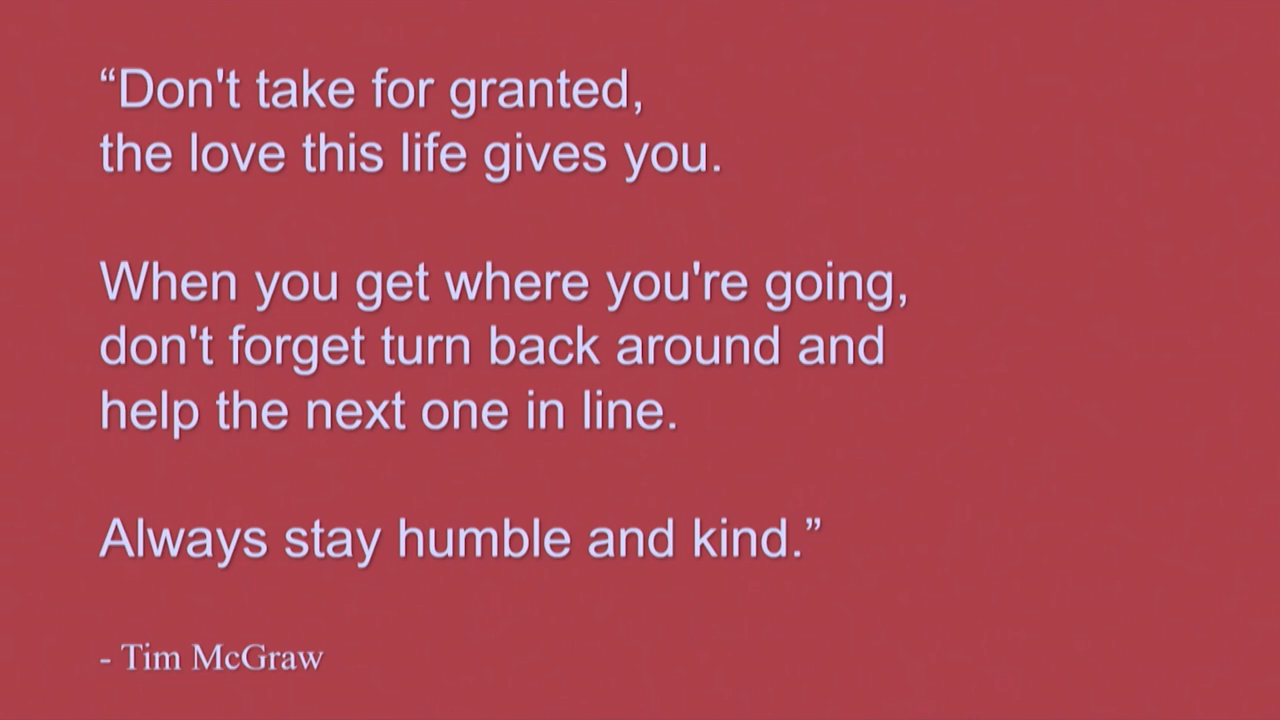 “Don't take for granted,
the love this life gives you.
When you get where you're going,
don't forget turn back around and
help the next one in line.
Always stay humble and kind.”
- Tim McGraw